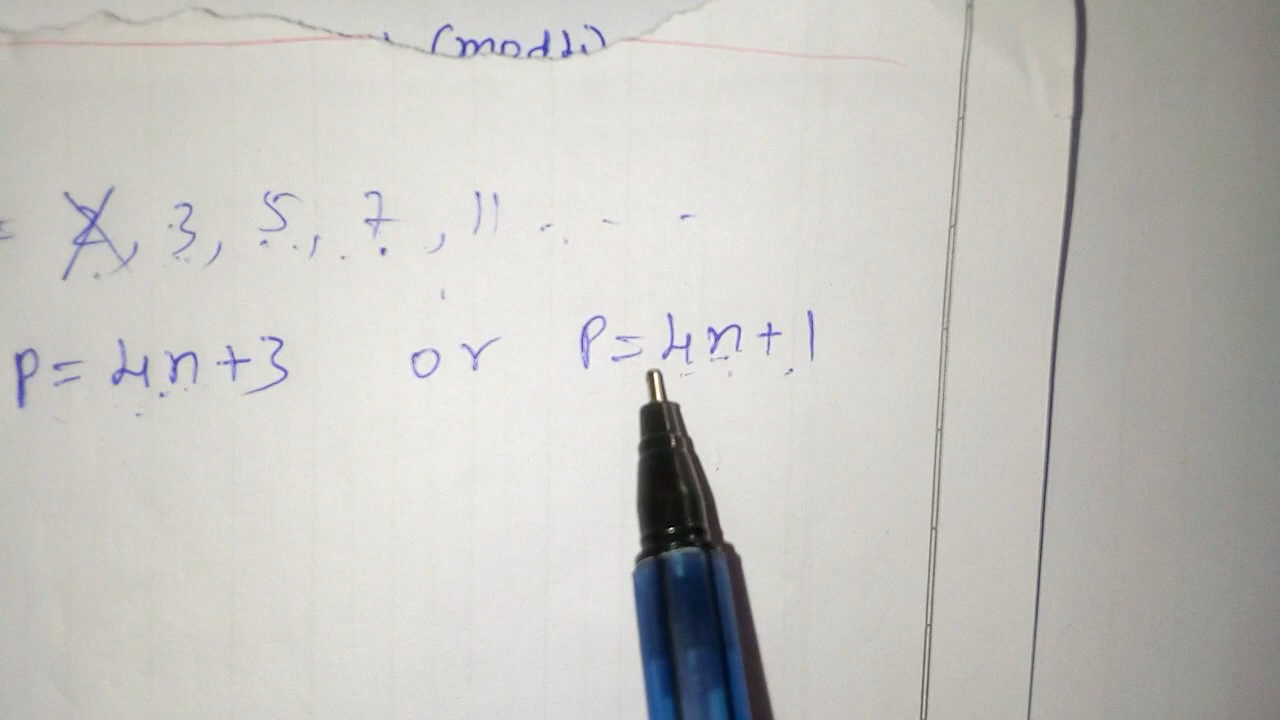 (mod 4)
= 2, 3, 5, 7, 11 . . - -
P = 4n + 3 or P = 4n + 1